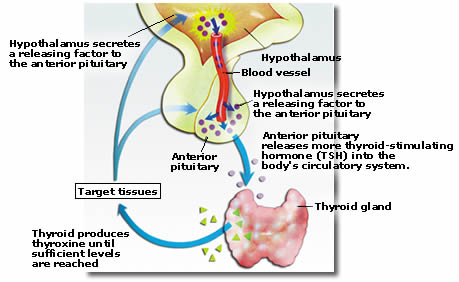 Hypothalamus secretes
a releasing factor to
the anterior pituitary
Hypothalamus
Blood vessel
Hypothalamus secretes
a releasing factor to
the anterior pituitary
Anterior pituitary
releases more thyroid-stimulating
hormone (TSH) into the
body's circulatory system.
Anterior
pituitary
Target tissues
Thyroid gland
Thyroid produces
thyroxine until
sufficient levels
are reached